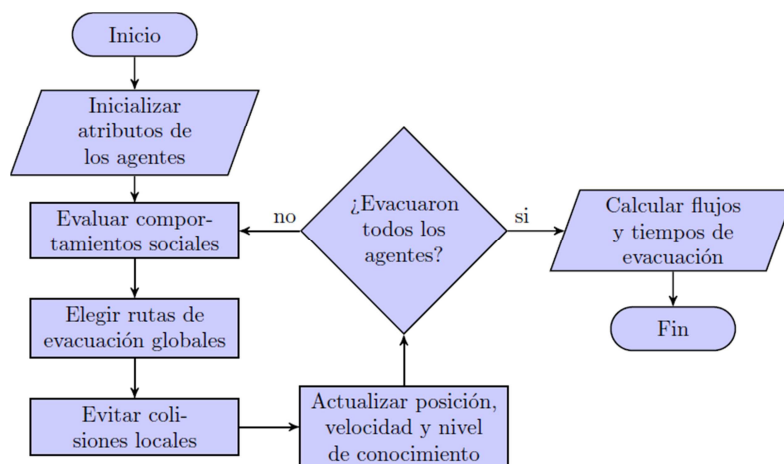 Inicio
Inicializar
atributos de
los agentes
Evaluar compor-
tamientos sociales
Elegir rutas de
evacuación globales
Evitar coli-
siones locales
Actualizar posición,
velocidad y nivel
de conocimiento
¿Evacuaron
todos los
agentes?
no
si
Calcular flujos
y tiempos de
evacuación
Fin